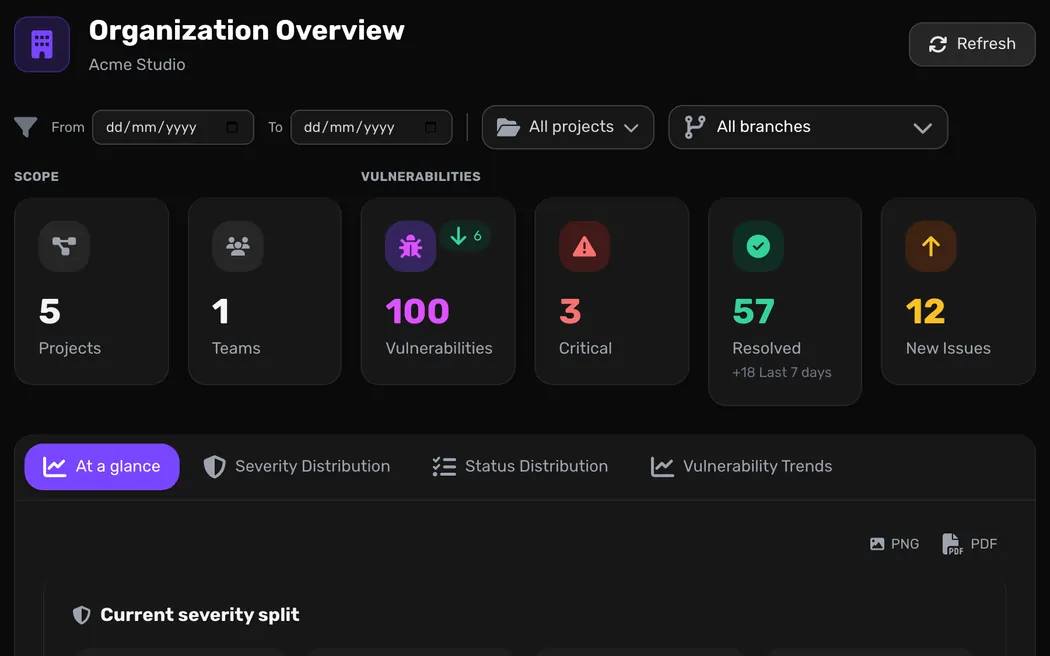 Organization Overview
Acme Studio
Refresh
From dd/mm/yyyy To dd/mm/yyyy All projects All branches
SCOPE
VULNERABILITIES
5
Projects
1
Teams
6
100
Vulnerabilities
3
Critical
57
Resolved
+18 Last 7 days
12
New Issues
At a glance Severity Distribution Status Distribution Vulnerability Trends
PNG PDF
Current severity split